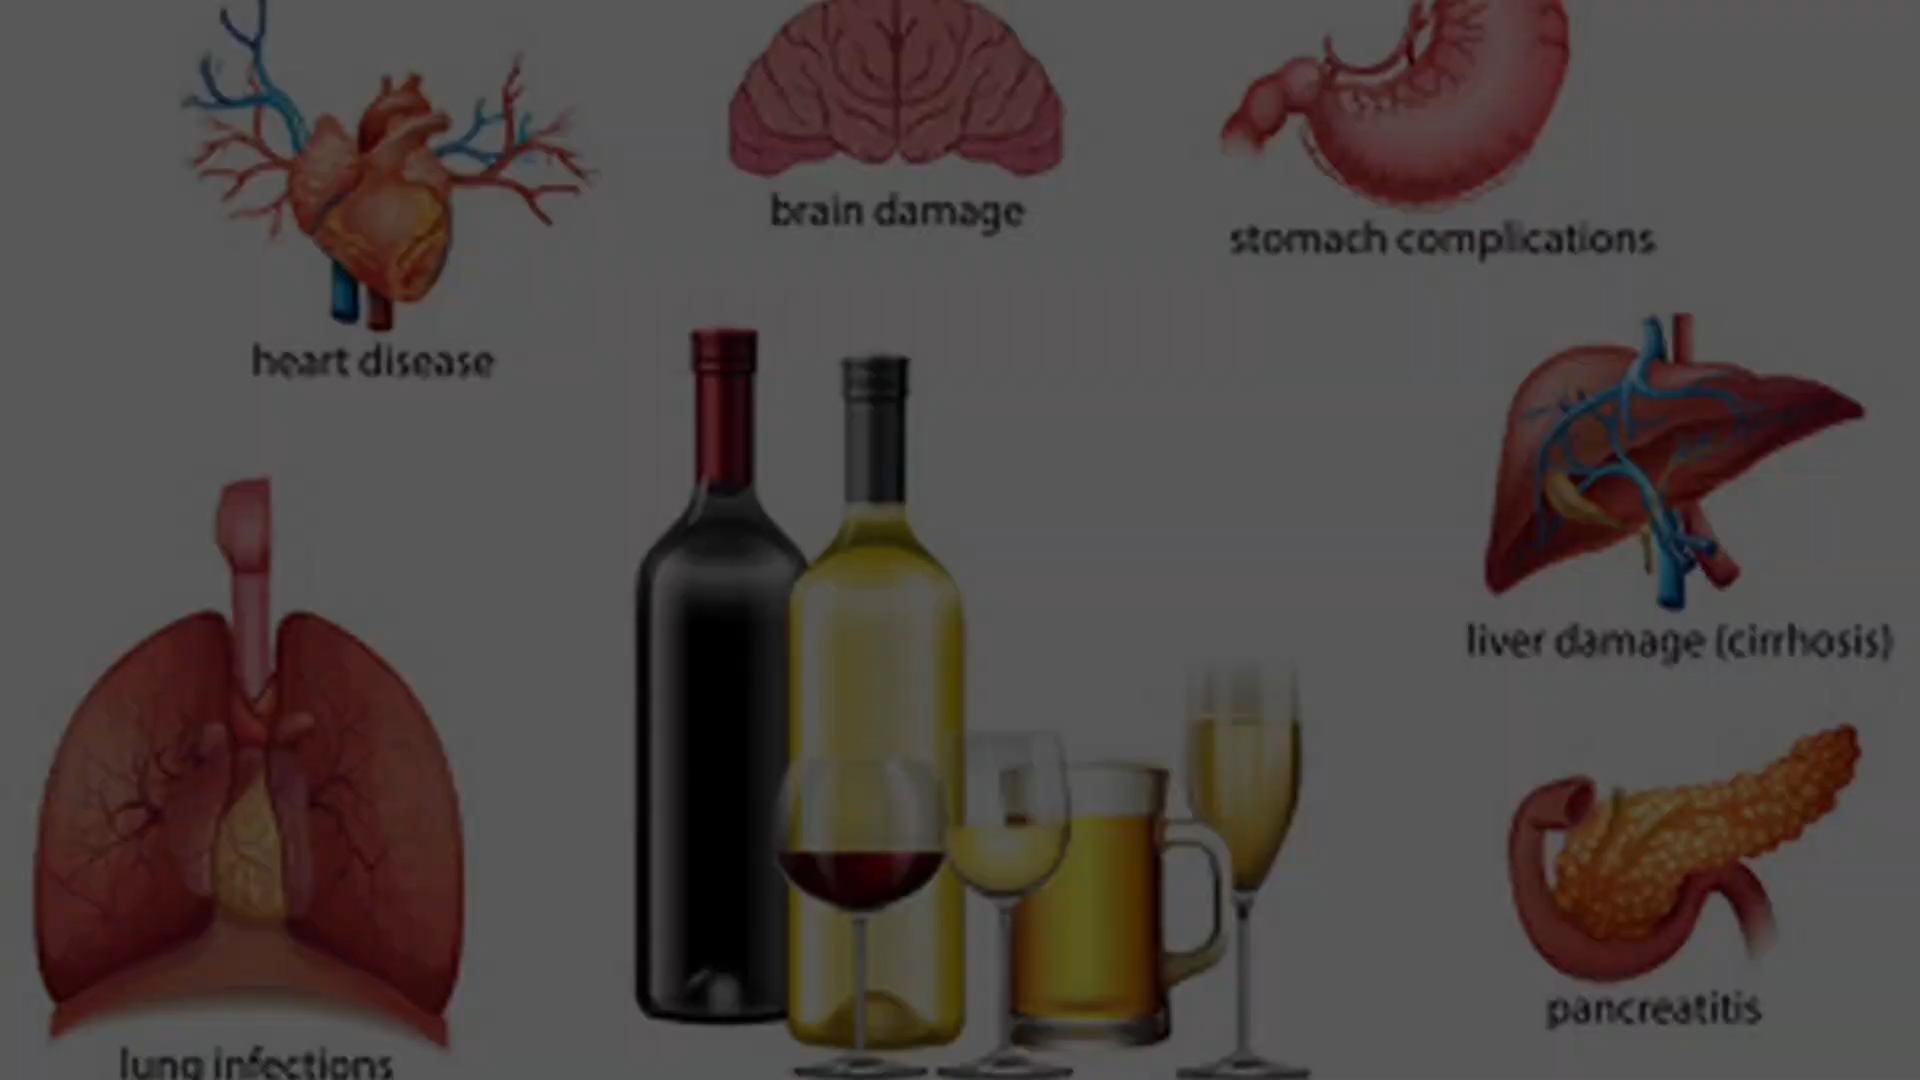 brain damage
stomach complications
heart disease
liver damage (cirrhosis)
pancreatitis
lung infections